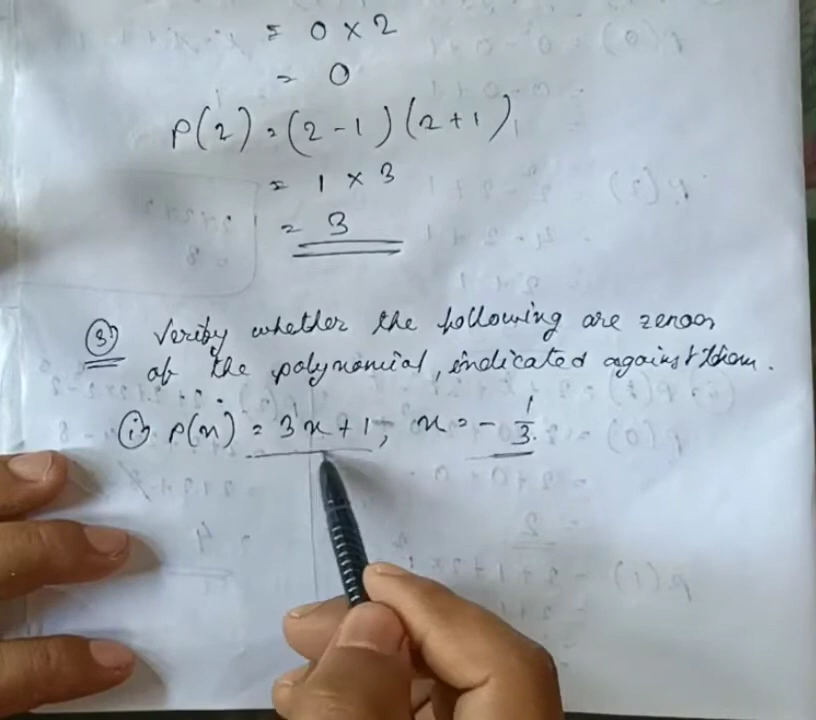 = 0 × 2
= 0
P(2) = (2 - 1) (2 + 1)
= 1 × 3
= 3
③ Verify whether the following are zeroes
of the polynomial, indicated against them.
(i) P(x) = 3x + 1, x = - 1/3.